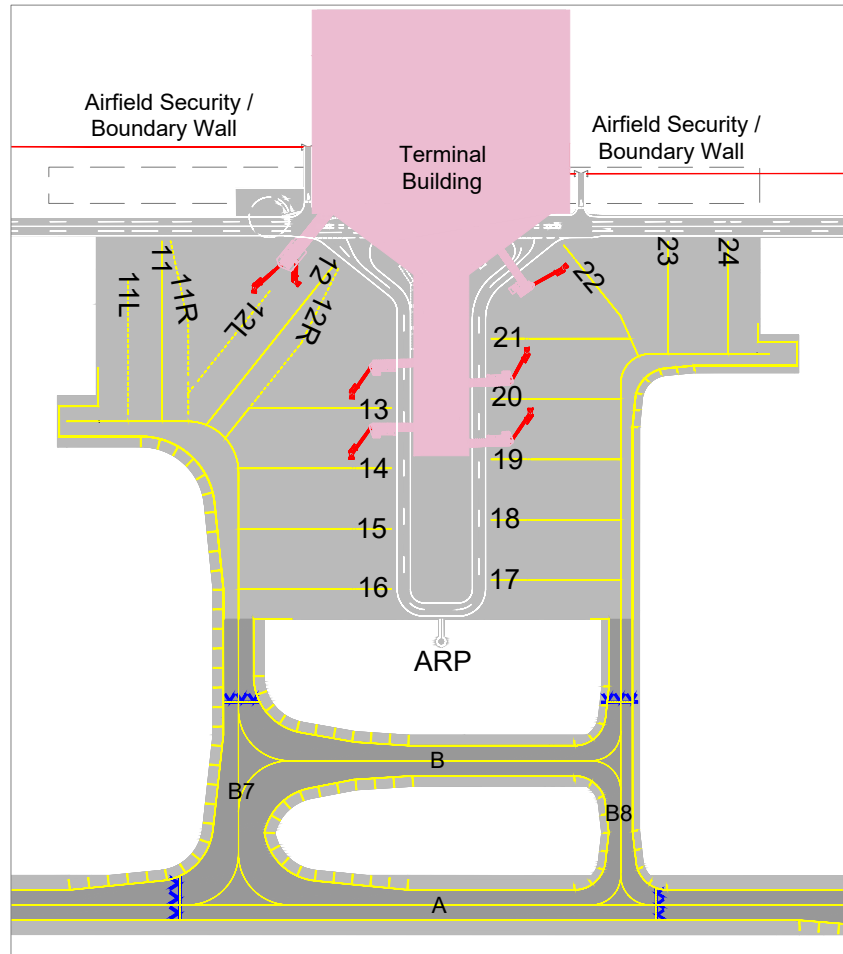 Airfield Security /
Boundary Wall
Terminal
Building
Airfield Security /
Boundary Wall
11L
11
11R
12L
12
12R
22
23
24
21
20
13
19
14
18
15
17
16
ARP
B
B7
B8
A